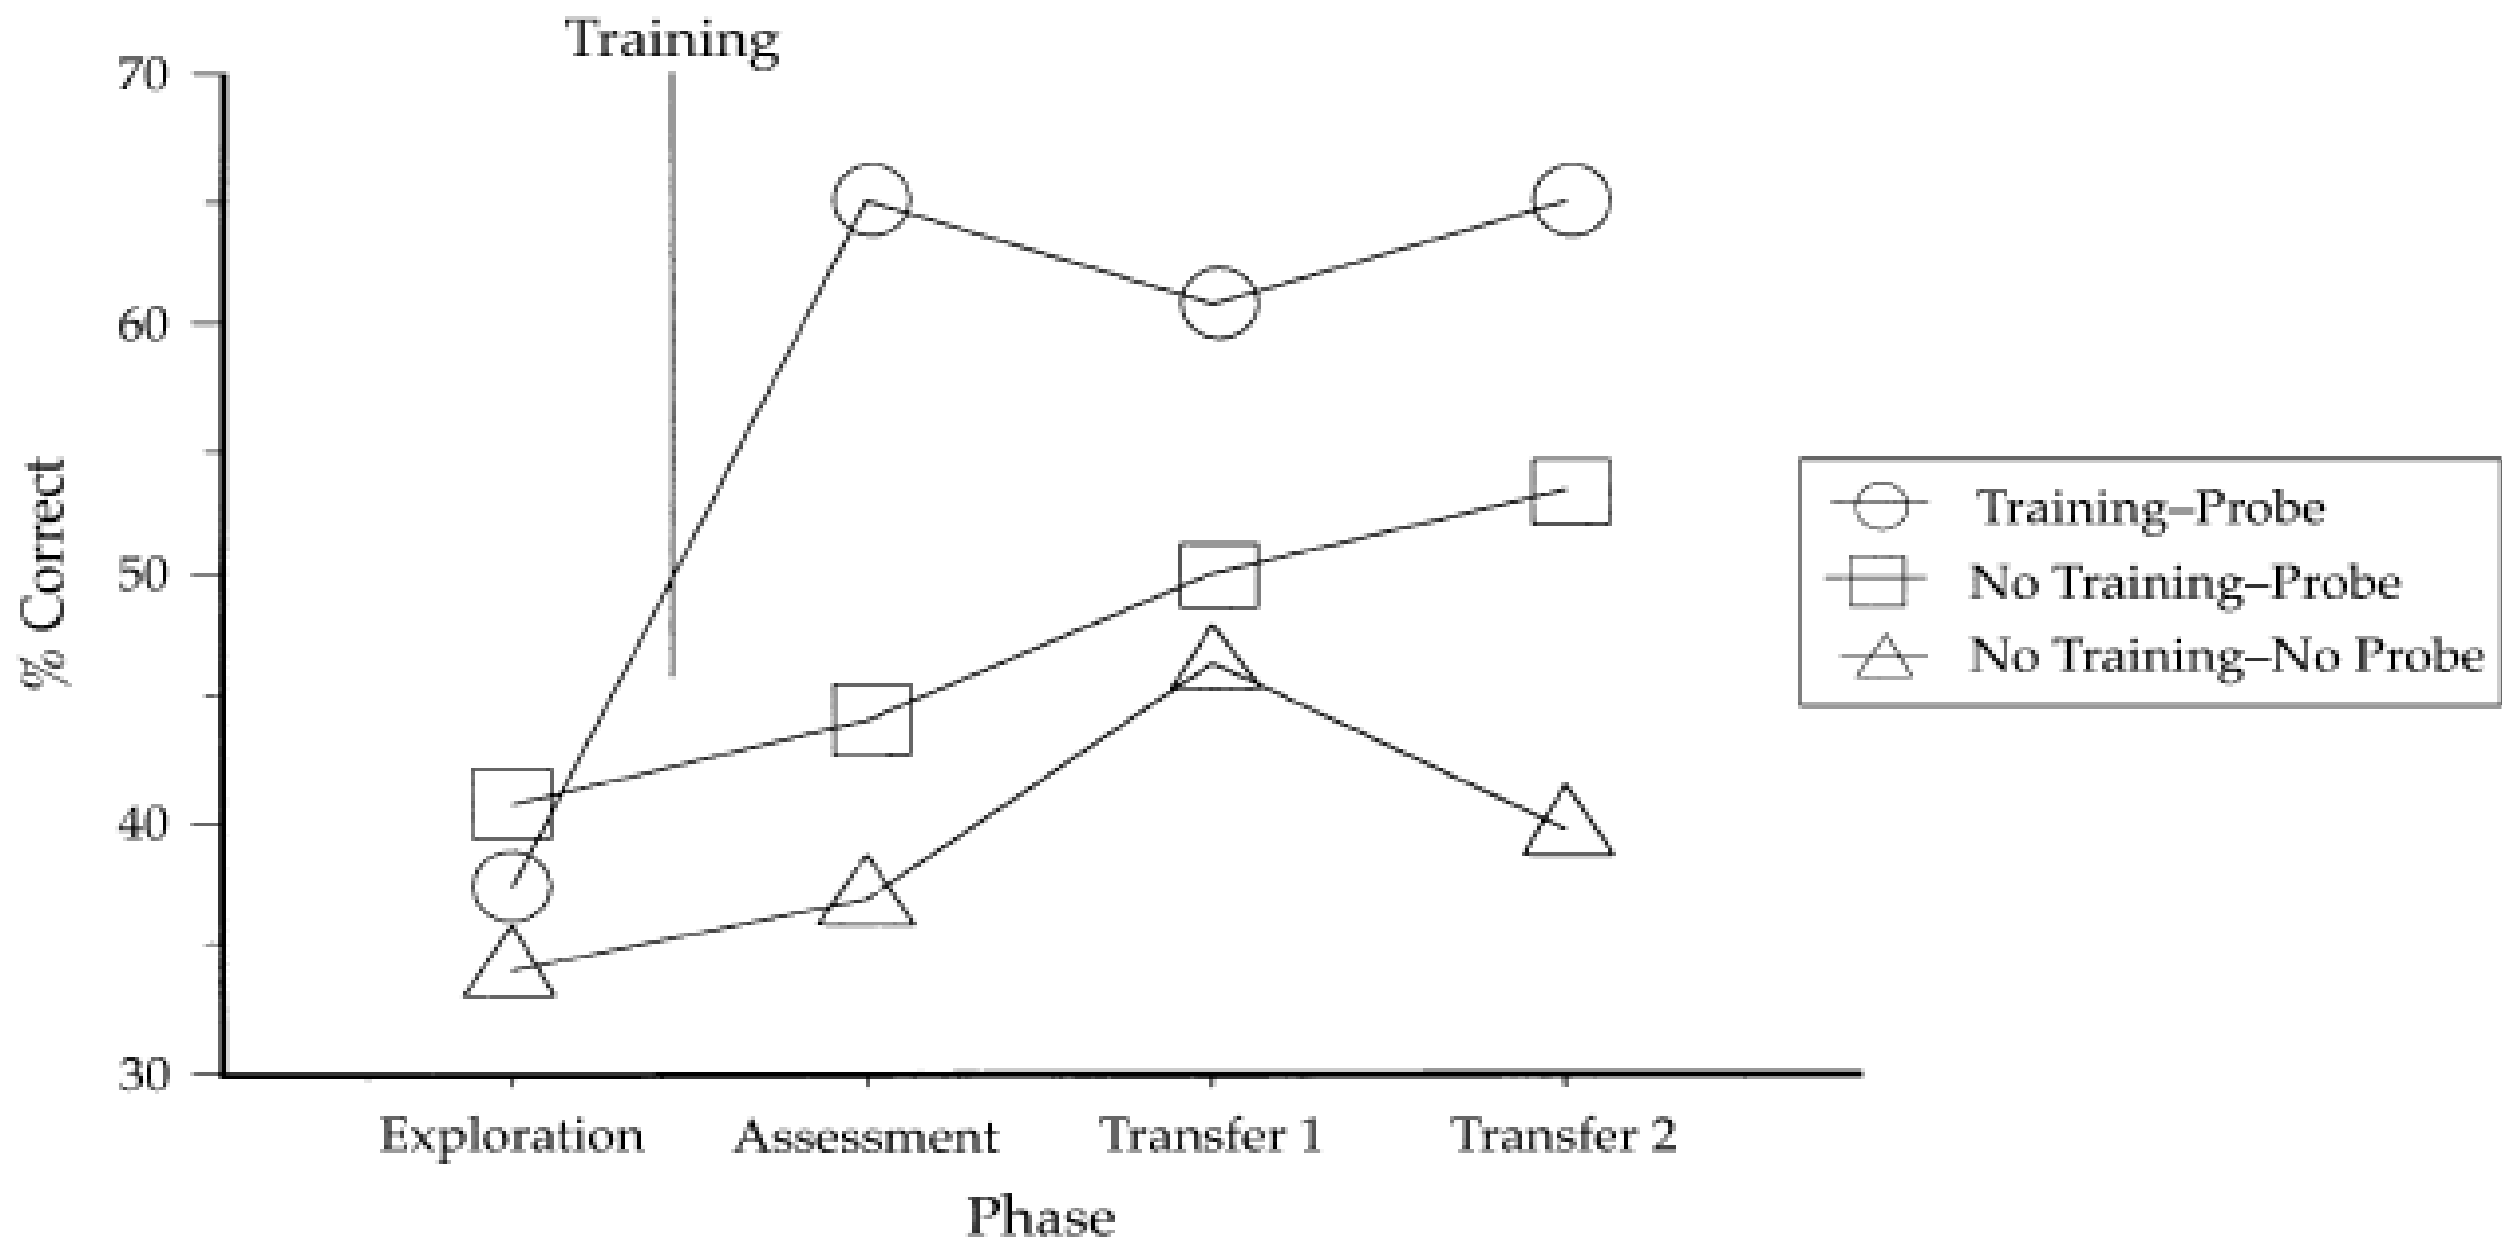 Training
70
60
50
40
30
% Correct
Training–Probe
No Training–Probe
No Training–No Probe
Exploration Assessment Transfer 1 Transfer 2
Phase